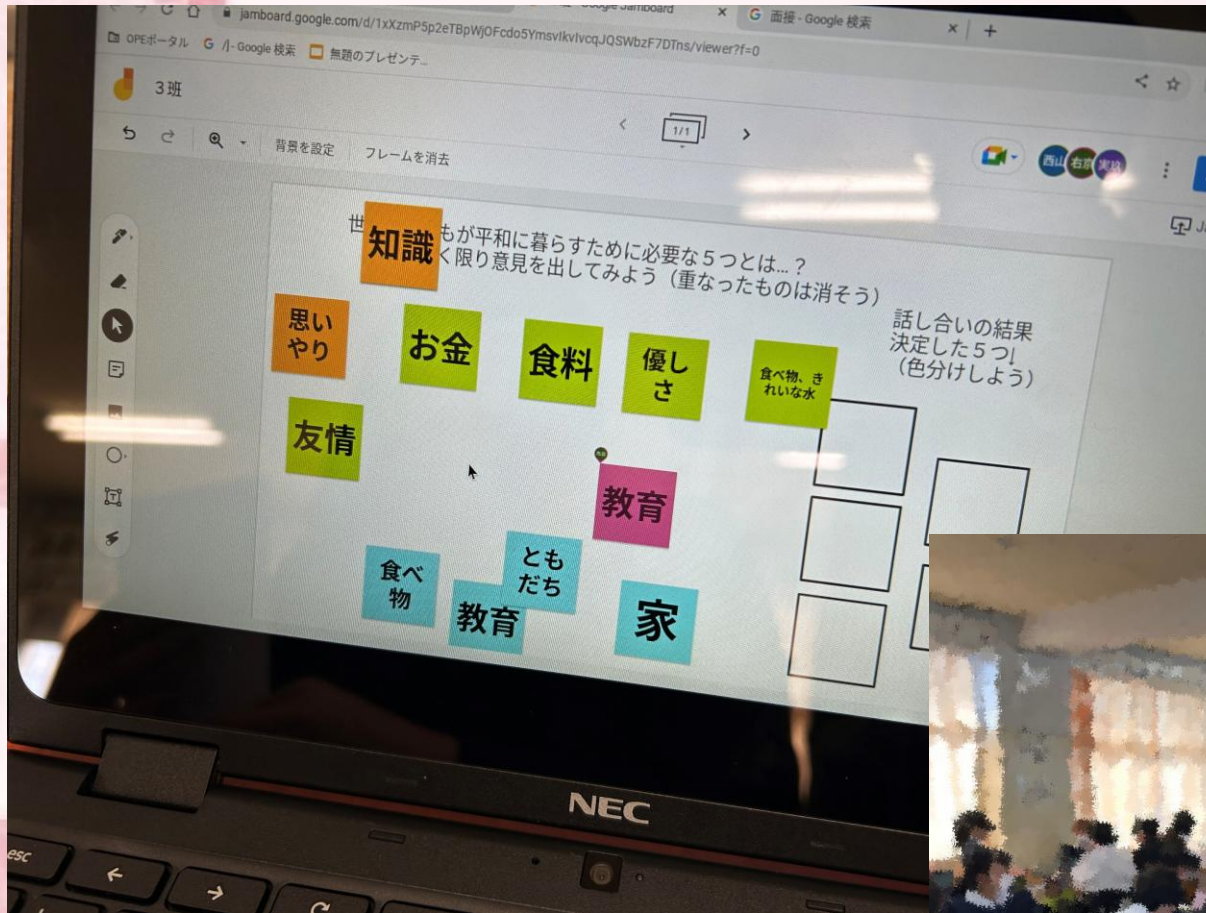 Google Jamboard
面接 - Google 検索
jamboard.google.com/d/1xXzmP5p2eTBpWjOFcdo5YmsvIkvIvcqJQSWbzF7DTns/viewer?f=0
OPEポータル
/]- Google 検索
無題のプレゼンテ...
3班
1/1
背景を設定
フレームを消去
西山
右京
実紘
世
もが平和に暮らすために必要な5つとは...?
く限り意見を出してみよう(重なったものは消そう)
知識
話し合いの結果
決定した5つ!
(色分けしよう)
思い
やり
お金
食料
優し
さ
食べ物、き
れいな水
友情
教育
食べ
物
教育
とも
だち
家
NEC
esc